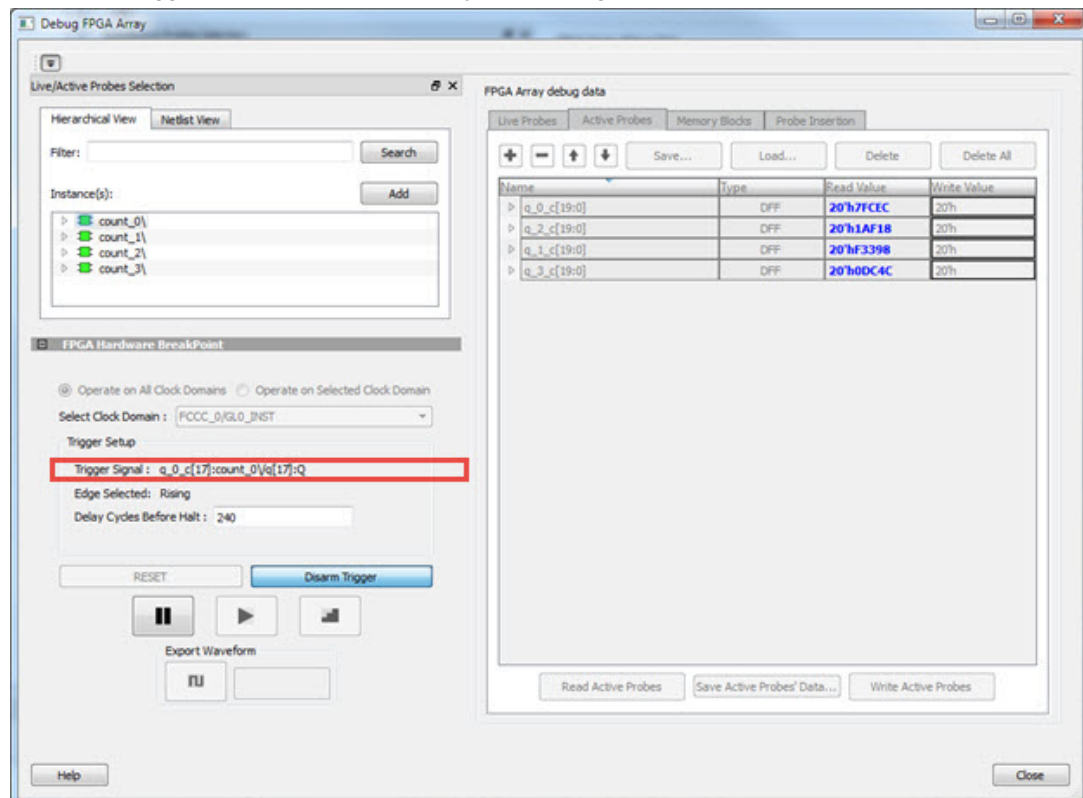 Debug FPGA Array
Live/Active Probes Selection
Hierarchical View Netlist View
Filter: Search
Instance(s): Add
count_0\
count_1\
count_2\
count_3\
FPGA Hardware BreakPoint
Operate on All Clock Domains Operate on Selected Clock Domain
Select Clock Domain : FCCC_0/GL0_INST
Trigger Setup
Trigger Signal : q_0_c[17]:count_0\/q[17]:Q
Edge Selected: Rising
Delay Cycles Before Halt : 240
RESET Disarm Trigger
Export Waveform
FPGA Array debug data
Live Probes Active Probes Memory Blocks Probe Insertion
Save... Load... Delete Delete All
Name Type Read Value Write Value
q_0_c[19:0] DFF 20'h7FCEC 20'h
q_2_c[19:0] DFF 20'h1AF18 20'h
q_1_c[19:0] DFF 20'hF3398 20'h
q_3_c[19:0] DFF 20'h0DC4C 20'h
Read Active Probes Save Active Probes' Data... Write Active Probes
Help Close